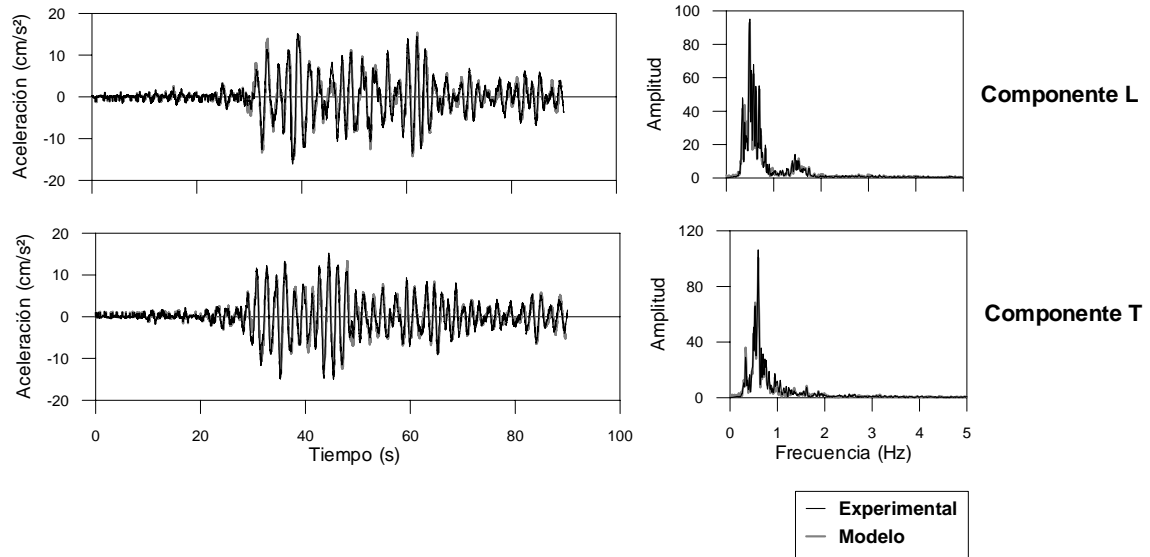 Aceleración (cm/s²)
20
10
0
-10
-20
Amplitud
100
80
60
40
20
0
Componente L
Aceleración (cm/s²)
20
10
0
-10
-20
0 20 40 60 80 100
Tiempo (s)
Amplitud
120
80
40
0
0 1 2 3 4 5
Frecuencia (Hz)
Componente T
Experimental
Modelo